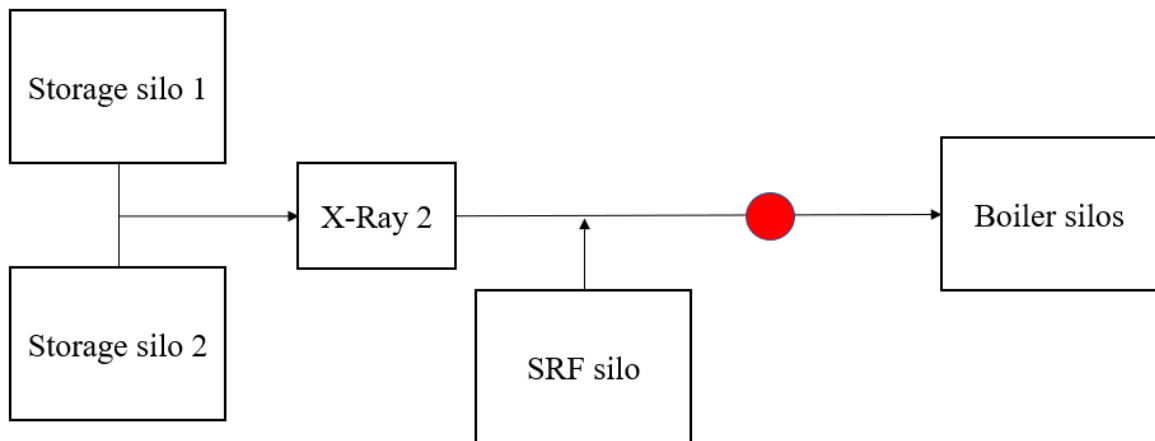 Storage silo 1
X-Ray 2
Boiler silos
Storage silo 2
SRF silo